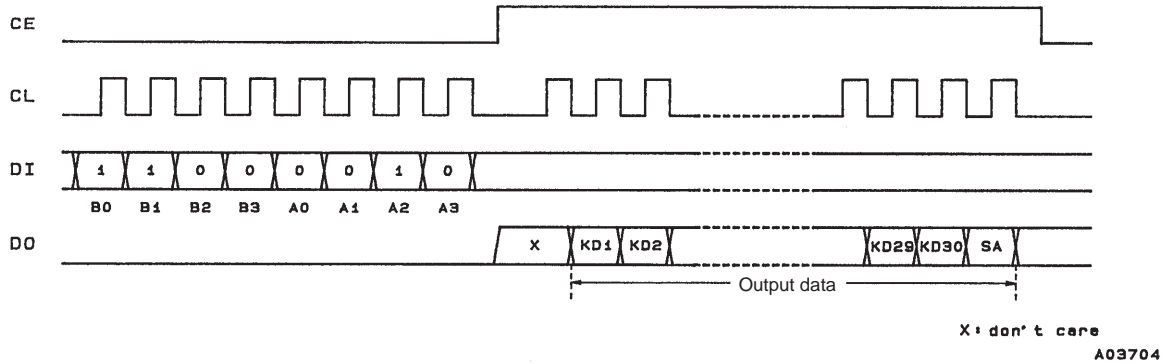 CE
CL
DI 1 1 0 0 0 0 1 0
B0 B1 B2 B3 A0 A1 A2 A3
DO X KD1 KD2 KD29 KD30 SA
Output data
X: don't care
A03704